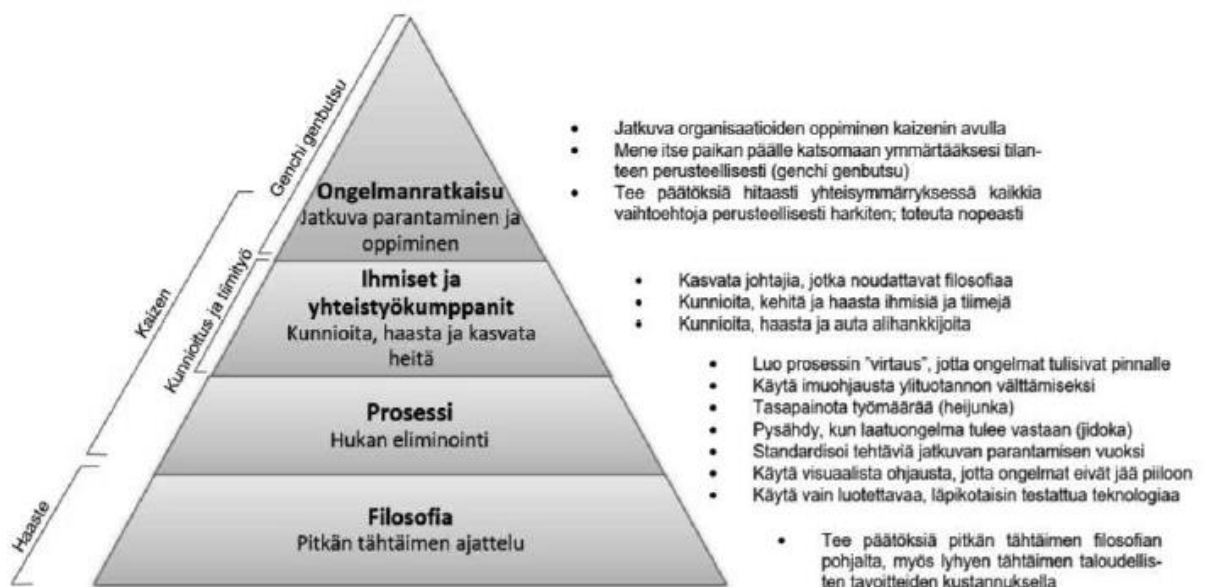 Genchi genbutsu
Kaizen
Kunnioitus ja tiimityö
Haaste
Ongelmanratkaisu
Jatkuva parantaminen ja
oppiminen
• Jatkuva organisaatioiden oppiminen kaizenin avulla
• Mene itse paikan päälle katsomaan ymmärtääksesi tilan-
teen perusteellisesti (genchi genbutsu)
• Tee päätöksiä hitaasti yhteisymmärryksessä kaikkia
vaihtoehtoja perusteellisesti harkiten; toteuta nopeasti
Ihmiset ja
yhteistyökumppanit
Kunnioita, haasta ja kasvata
heitä
• Kasvata johtajia, jotka noudattavat filosofiaa
• Kunnioita, kehitä ja haasta ihmisiä ja tiimejä
• Kunnioita, haasta ja auta alihankkijoita
Prosessi
Hukan eliminointi
• Luo prosessin "virtaus", jotta ongelmat tulisivat pinnalle
• Käytä imuohjausta ylituotannon välttämiseksi
• Tasapainota työmäärää (heijunka)
• Pysähdy, kun laatuongelma tulee vastaan (jidoka)
• Standardisoi tehtäviä jatkuvan parantamisen vuoksi
• Käytä visuaalista ohjausta, jotta ongelmat eivät jää piiloon
• Käytä vain luotettavaa, läpikotaisin testattua teknologiaa
Filosofia
Pitkän tähtäimen ajattelu
• Tee päätöksiä pitkän tähtäimen filosofian
pohjalta, myös lyhyen tähtäimen taloudellis-
ten tavoitteiden kustannuksella